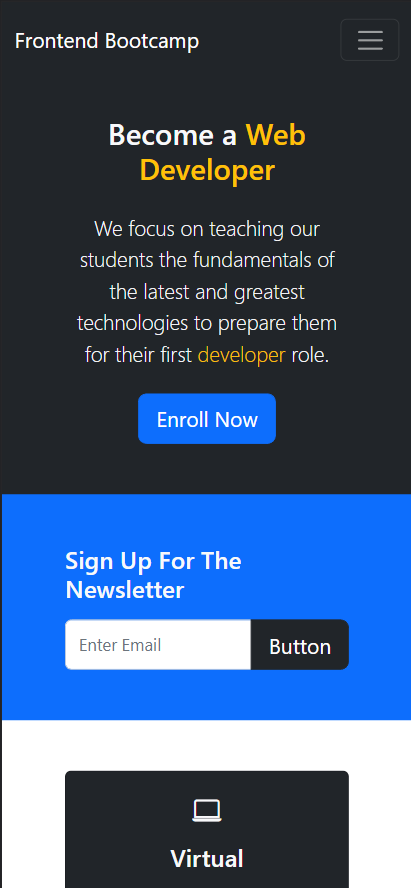 Frontend Bootcamp
Become a Web
Developer
We focus on teaching our
students the fundamentals of
the latest and greatest
technologies to prepare them
for their first developer role.
Enroll Now
Sign Up For The
Newsletter
Enter Email
Button
Virtual